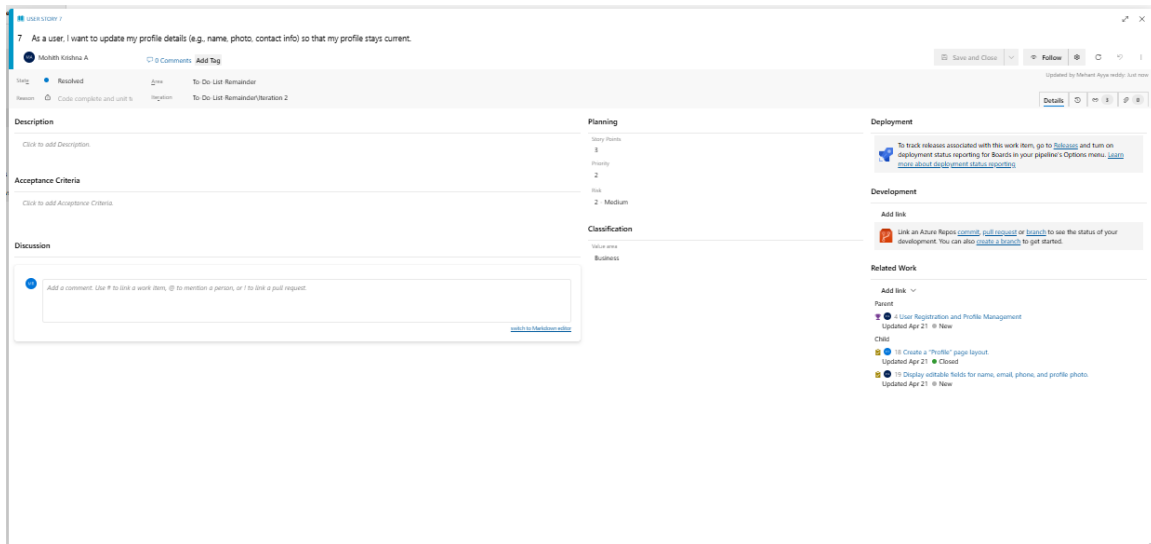 USER STORY 7
7 As a user, I want to update my profile details (e.g., name, photo, contact info) so that my profile stays current.
Mohith Krishna A
0 Comments
Add Tag
Save and Close
Follow
State
Resolved
Area
To-Do-List-Remainder
Updated by Mehant Ayya reddy: Just now
Reason
Code complete and unit t
Iteration
To-Do-List-Remainder\Iteration 2
Details
3
0
Description
Click to add Description.
Acceptance Criteria
Click to add Acceptance Criteria.
Discussion
Add a comment. Use # to link a work item, @ to mention a person, or ! to link a pull request.
switch to Markdown editor
Planning
Story Points
3
Priority
2
Risk
2 - Medium
Classification
Value area
Business
Deployment
To track releases associated with this work item, go to Releases and turn on
deployment status reporting for Boards in your pipeline's Options menu. Learn
more about deployment status reporting
Development
Add link
Link an Azure Repos commit, pull request or branch to see the status of your
development. You can also create a branch to get started.
Related Work
Add link
Parent
4 User Registration and Profile Management
Updated Apr 21 New
Child
18 Create a "Profile" page layout.
Updated Apr 21 Closed
19 Display editable fields for name, email, phone, and profile photo.
Updated Apr 21 New